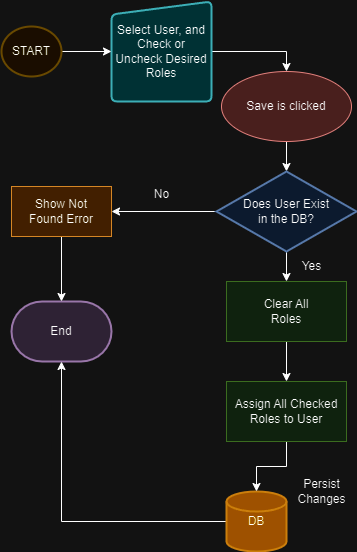 START
Select User, and
Check or
Uncheck Desired
Roles
Save is clicked
Does User Exist
in the DB?
No
Show Not
Found Error
Yes
End
Clear All
Roles
Assign All Checked
Roles to User
Persist
Changes
DB